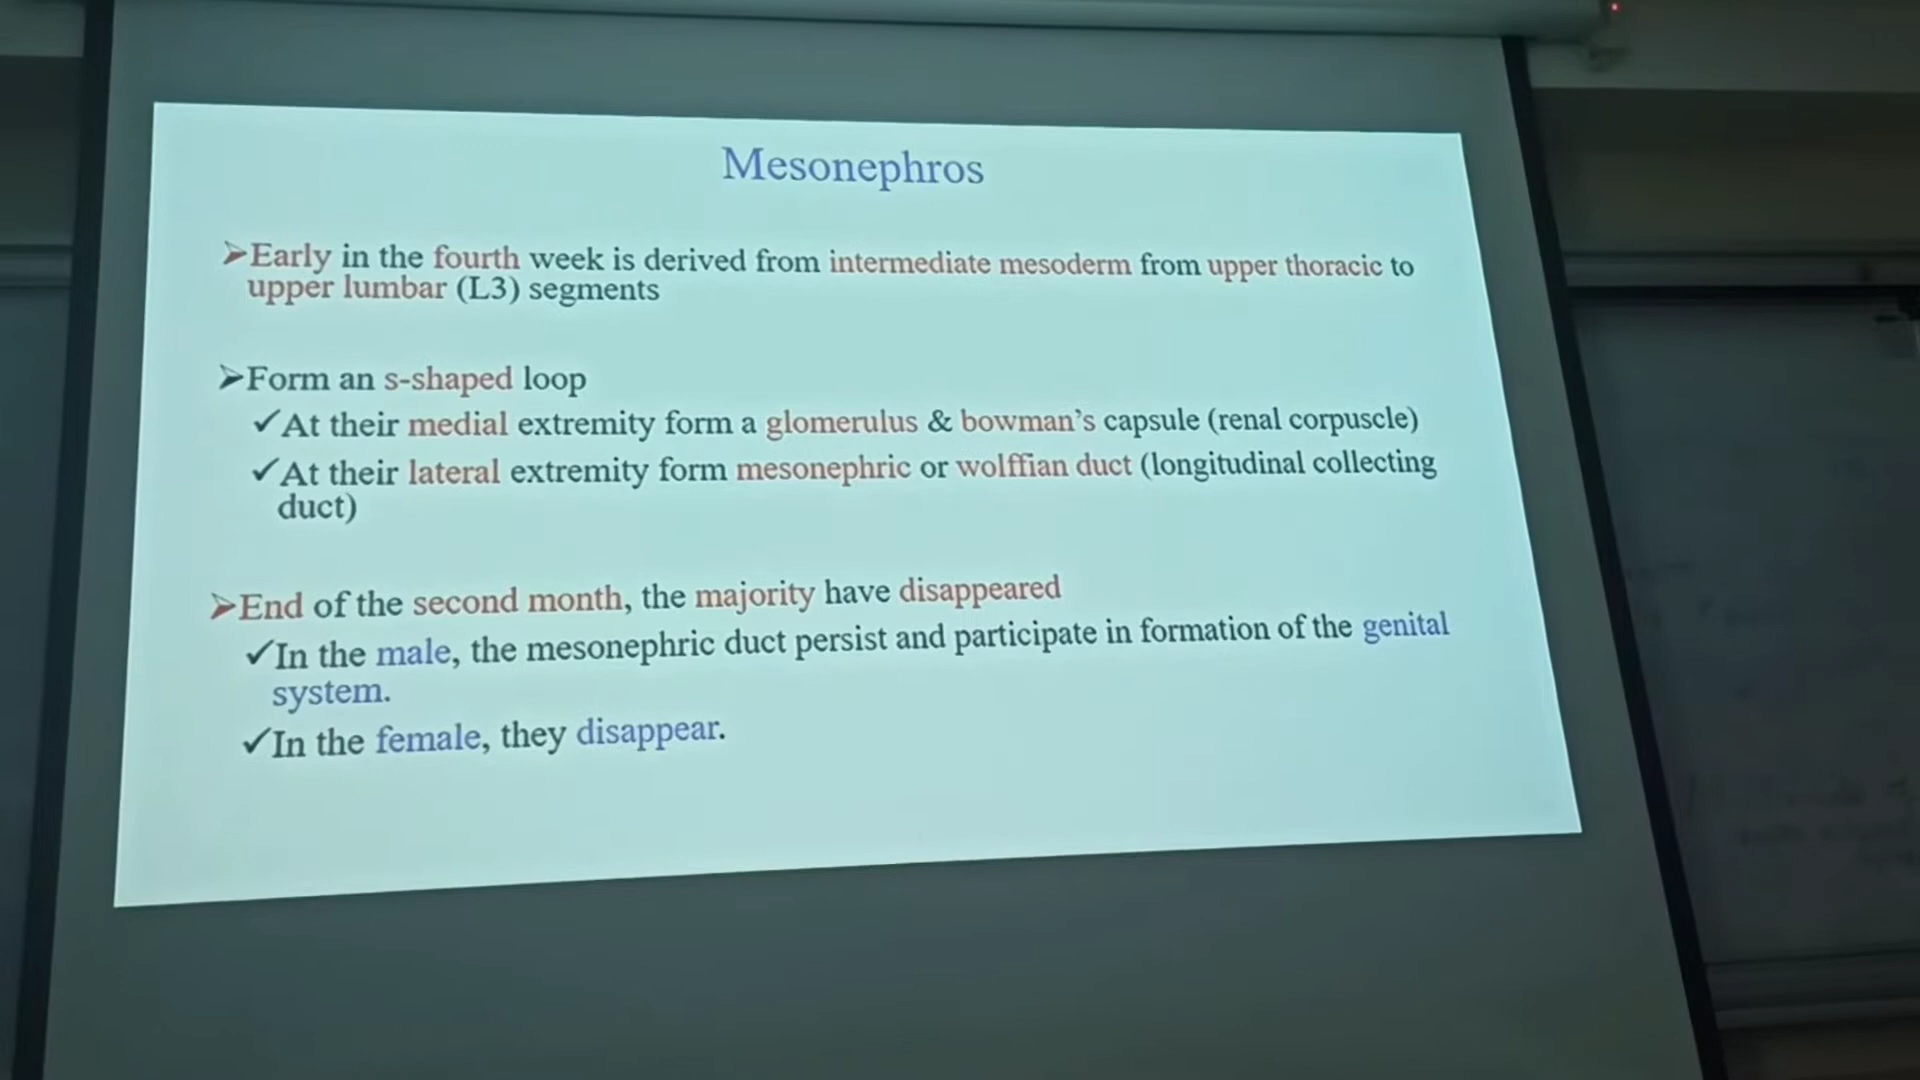 Mesonephros
➢Early in the fourth week is derived from intermediate mesoderm from upper thoracic to
upper lumbar (L3) segments
➢Form an s-shaped loop
✓At their medial extremity form a glomerulus & bowman's capsule (renal corpuscle)
✓At their lateral extremity form mesonephric or wolffian duct (longitudinal collecting
duct)
➢End of the second month, the majority have disappeared
✓In the male, the mesonephric duct persist and participate in formation of the genital
system.
✓In the female, they disappear.